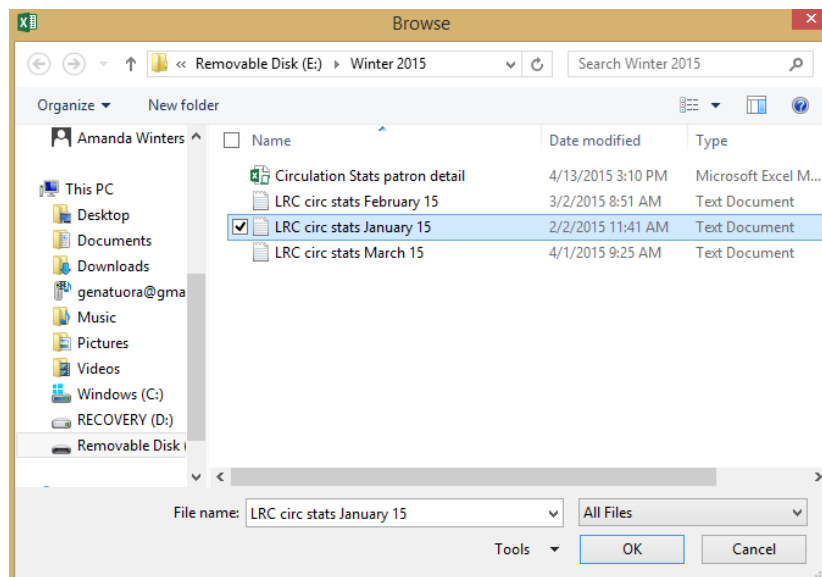 Browse
« Removable Disk (E:) Winter 2015 Search Winter 2015
Organize New folder
Amanda Winters Name Date modified Type
Circulation Stats patron detail 4/13/2015 3:10 PM Microsoft Excel M...
This PC
LRC circ stats February 15 3/2/2015 8:51 AM Text Document
Desktop
LRC circ stats January 15 2/2/2015 11:41 AM Text Document
Documents
LRC circ stats March 15 4/1/2015 9:25 AM Text Document
Downloads
genatuora@gma
Music
Pictures
Videos
Windows (C:)
RECOVERY (D:)
Removable Disk (
File name: LRC circ stats January 15 All Files
Tools OK Cancel